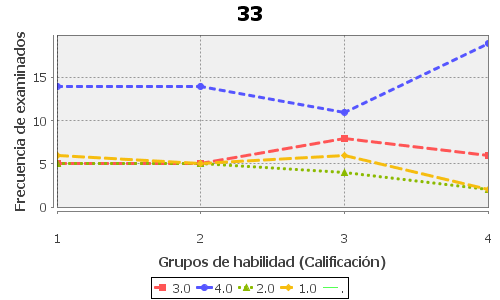 33
Frecuencia de examinados
15
10
5
0
1 2 3 4
Grupos de habilidad (Calificación)
3.0 4.0 2.0 1.0 .